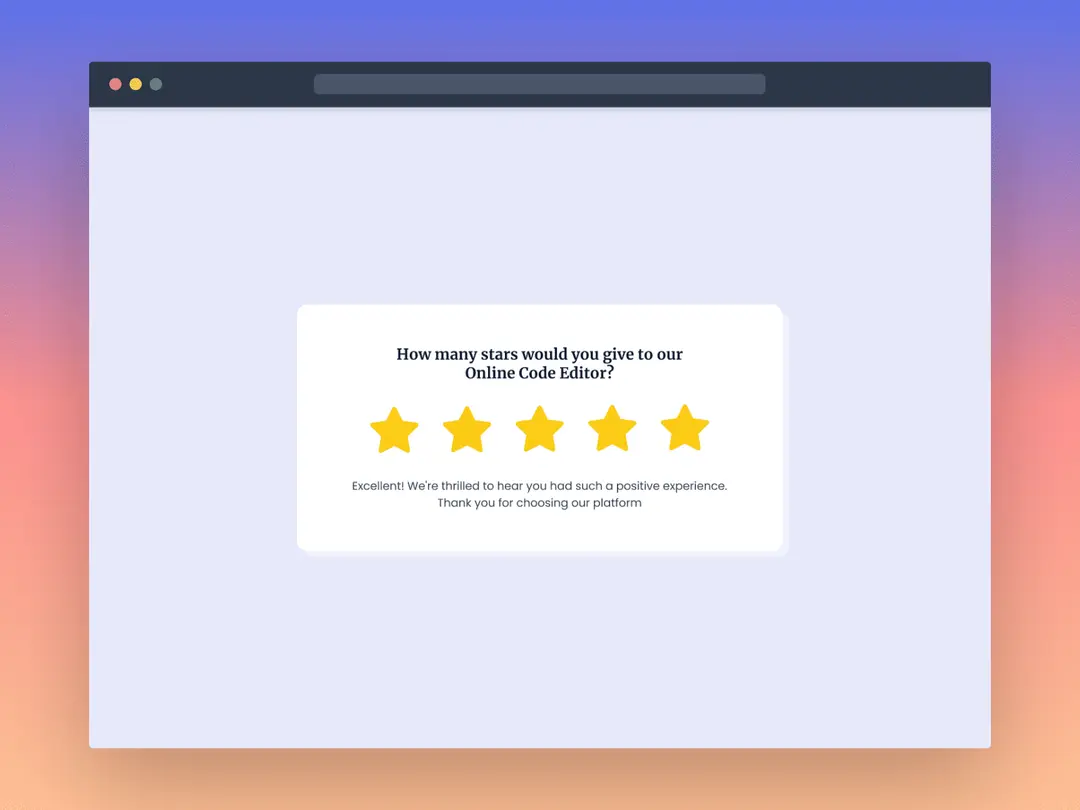 How many stars would you give to our
Online Code Editor?
Excellent! We're thrilled to hear you had such a positive experience.
Thank you for choosing our platform